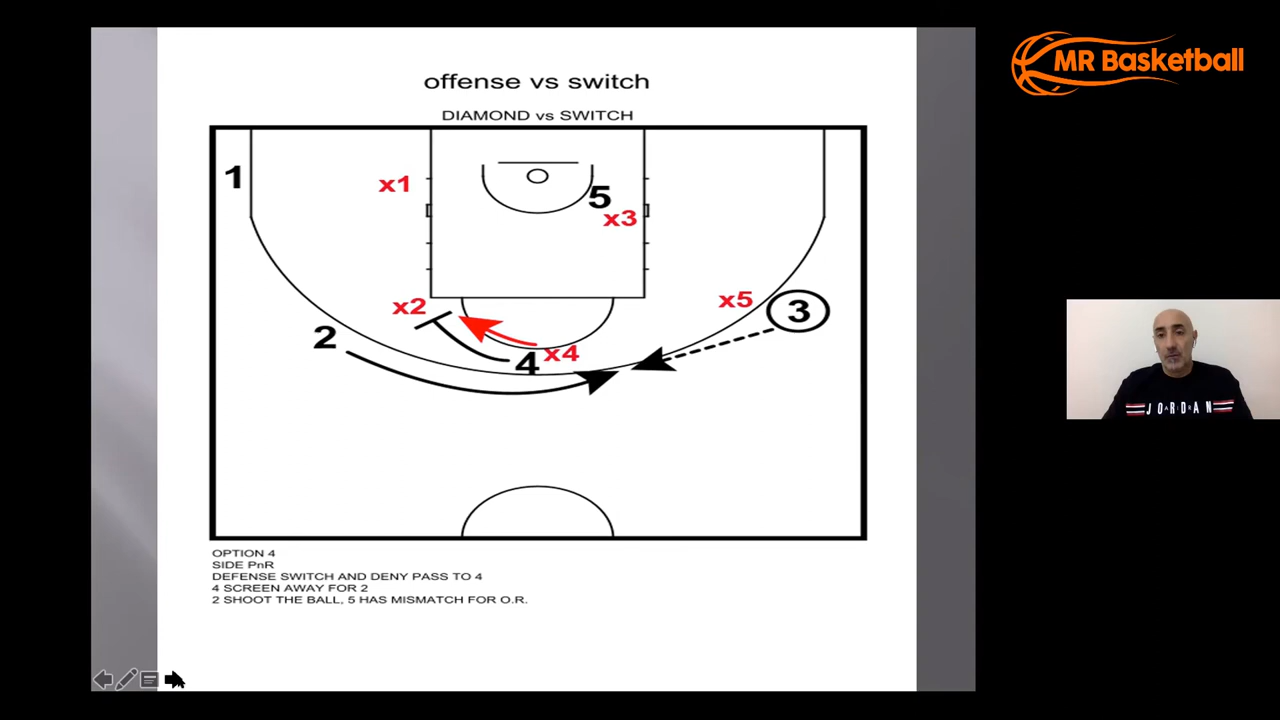 MR Basketball
offense vs switch
DIAMOND vs SWITCH
1
x1
5
x3
x2
x5
3
2
4
x4
OPTION 4
SIDE PnR
DEFENSE SWITCH AND DENY PASS TO 4
4 SCREEN AWAY FOR 2
2 SHOOT THE BALL, 5 HAS MISMATCH FOR O.R.
JORDAN